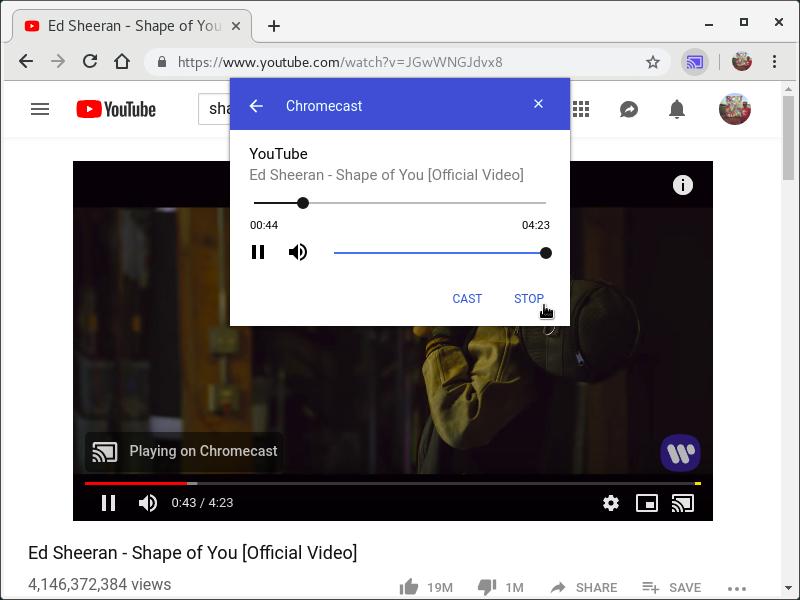 Ed Sheeran - Shape of You
https://www.youtube.com/watch?v=JGwWNGJdvx8
YouTube
sha
Chromecast
YouTube
Ed Sheeran - Shape of You [Official Video]
00:44
04:23
CAST
STOP
Playing on Chromecast
0:43 / 4:23
Ed Sheeran - Shape of You [Official Video]
4,146,372,384 views
19M
1M
SHARE
SAVE